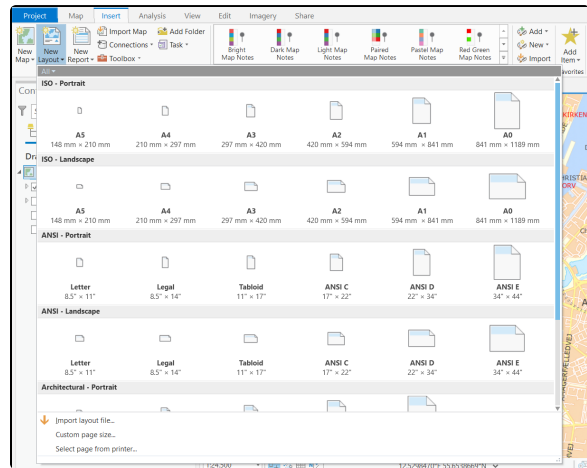 Project Map Insert Analysis View Edit Imagery Share
New Map New Layout New Report Import Map Connections Toolbox Add Folder Task
Bright Map Notes Dark Map Notes Light Map Notes Paired Map Notes Pastel Map Notes Red Green Map Notes
Add New Import Add Item
avorites
All
ISO - Portrait
A5 A4 A3 A2 A1 A0
148 mm × 210 mm 210 mm × 297 mm 297 mm × 420 mm 420 mm × 594 mm 594 mm × 841 mm 841 mm × 1189 mm
ISO - Landscape
A5 A4 A3 A2 A1 A0
148 mm × 210 mm 210 mm × 297 mm 297 mm × 420 mm 420 mm × 594 mm 594 mm × 841 mm 841 mm × 1189 mm
ANSI - Portrait
Letter Legal Tabloid ANSI C ANSI D ANSI E
8.5" × 11" 8.5" × 14" 11" × 17" 17" × 22" 22" × 34" 34" × 44"
ANSI - Landscape
Letter Legal Tabloid ANSI C ANSI D ANSI E
8.5" × 11" 8.5" × 14" 11" × 17" 17" × 22" 22" × 34" 34" × 44"
Architectural - Portrait
Import layout file...
Custom page size...
Select page from printer...
Con
Dra
KIRKEN